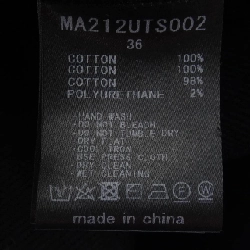 MA212UTS002
36
COTTON 100%
COTTON 100%
COTTON 98%
POLYURETHANE 2%
HAND WASH
DO NOT BLEACH
DO NOT TUMBLE DRY
DRY FLAT
COOL IRON
USE PRESS CLOTH
DRY CLEAN
WET CLEANING
made in china